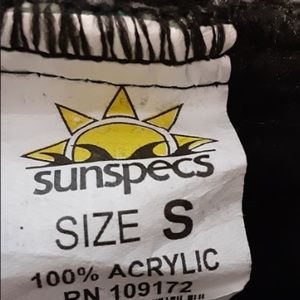 sunspecs
SIZE S
100% ACRYLIC
RN 109172